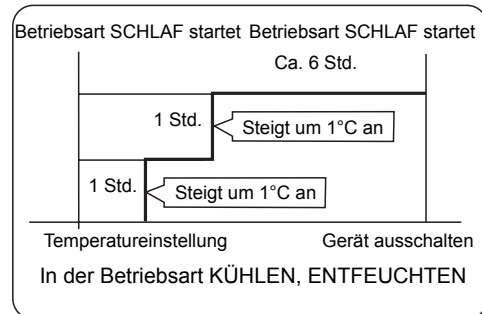 Betriebsart SCHLAF startet Betriebsart SCHLAF startet
Ca. 6 Std.
1 Std.
Steigt um 1°C an
1 Std.
Steigt um 1°C an
Temperatureinstellung Gerät ausschalten
In der Betriebsart KÜHLEN, ENTFEUCHTEN